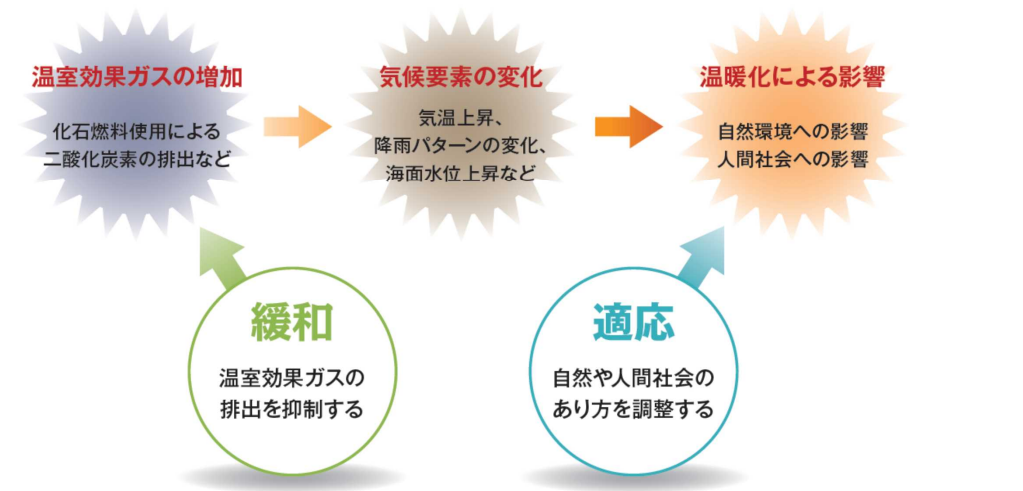 温室効果ガスの増加
化石燃料使用による
二酸化炭素の排出など
気候要素の変化
気温上昇、
降雨パターンの変化、
海面水位上昇など
温暖化による影響
自然環境への影響
人間社会への影響
緩和
温室効果ガスの
排出を抑制する
適応
自然や人間社会の
あり方を調整する